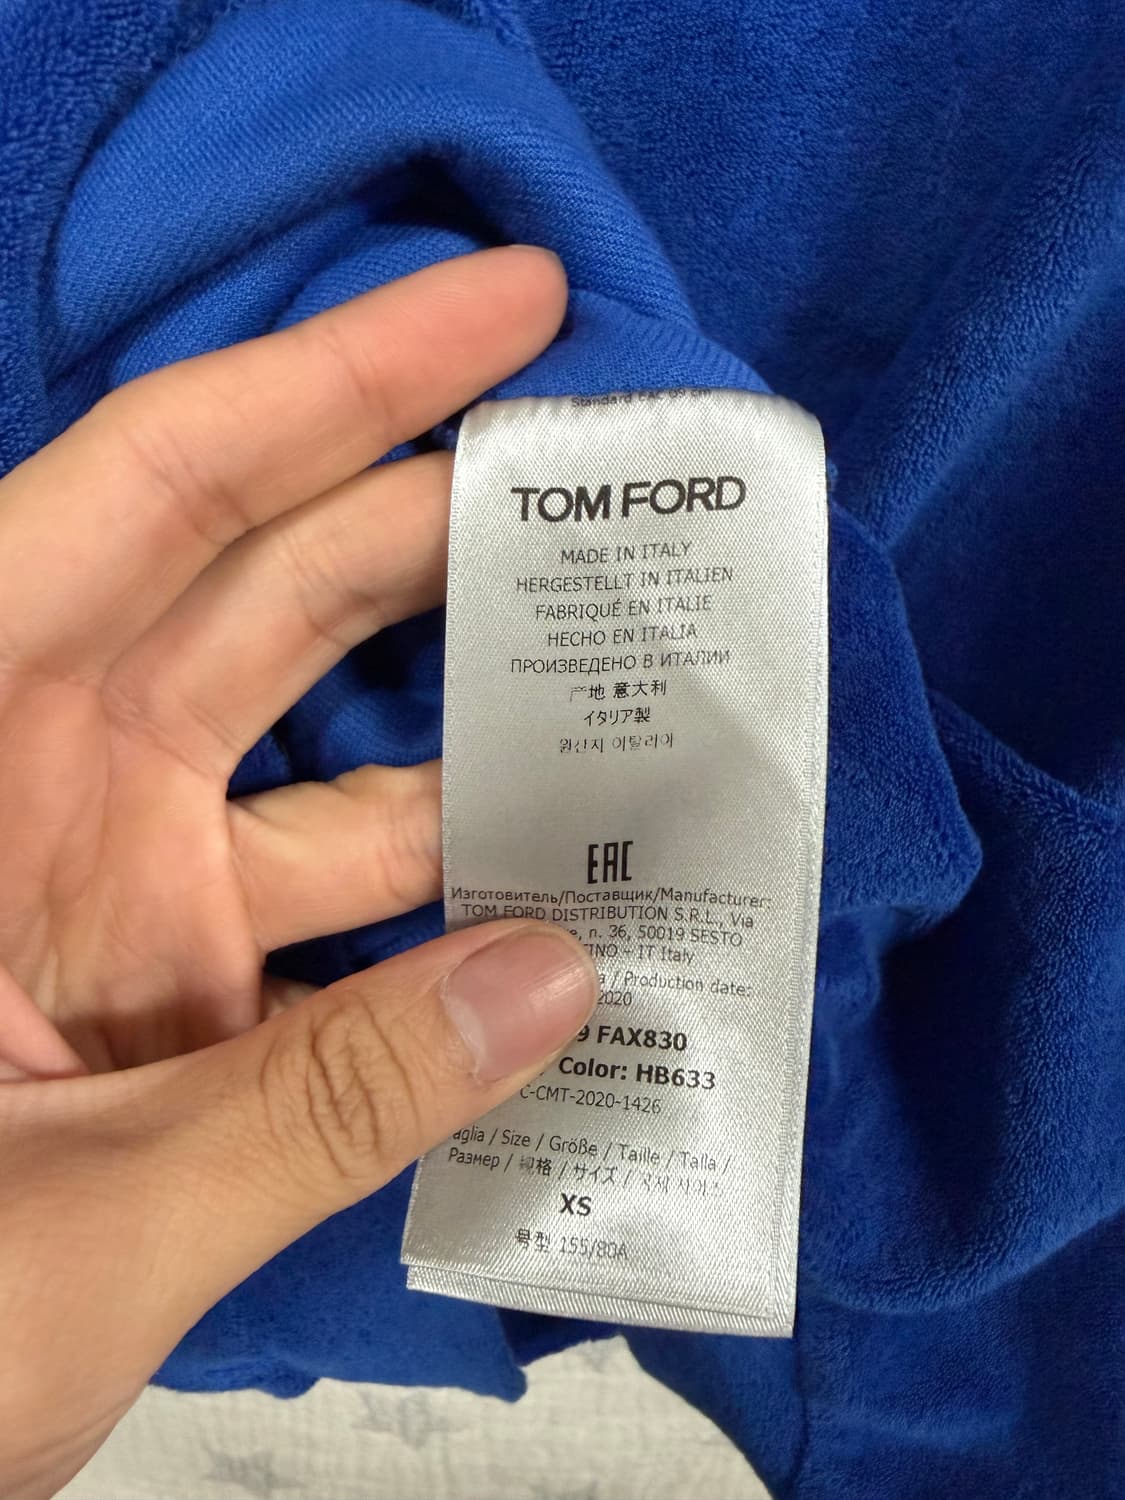 Standard
TOM FORD
MADE IN ITALY
HERGESTELLT IN ITALIEN
FABRIQUÉ EN ITALIE
HECHO EN ITALIA
ПРОИЗВЕДЕНО В ИТАЛИИ
产地 意大利
イタリア製
원산지 이탈리아
EAC
Изготовитель/Поставщик/Manufacturer:
TOM FORD DISTRIBUTION S.R.L., Via
n. 36, 50019 SESTO
– IT Italy
/ Production date:
2020
FAX830
Color: HB633
C-CMT-2020-1426
/ Size / Größe / Taille / Talla /
Размер / 规格 / サイズ /
XS
号型 155/80A